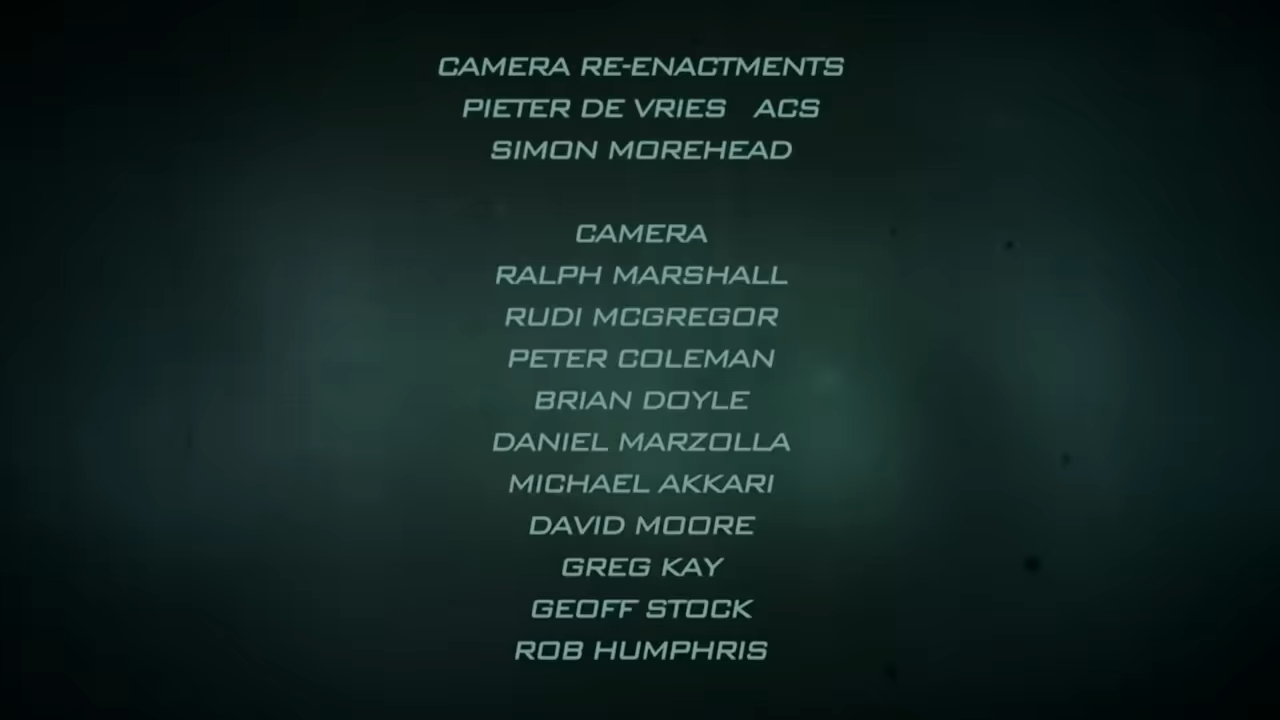 CAMERA RE-ENACTMENTS
PIETER DE VRIES ACS
SIMON MOREHEAD
CAMERA
RALPH MARSHALL
RUDI MCGREGOR
PETER COLEMAN
BRIAN DOYLE
DANIEL MARZOLLA
MICHAEL AKKARI
DAVID MOORE
GREG KAY
GEOFF STOCK
ROB HUMPHRIS